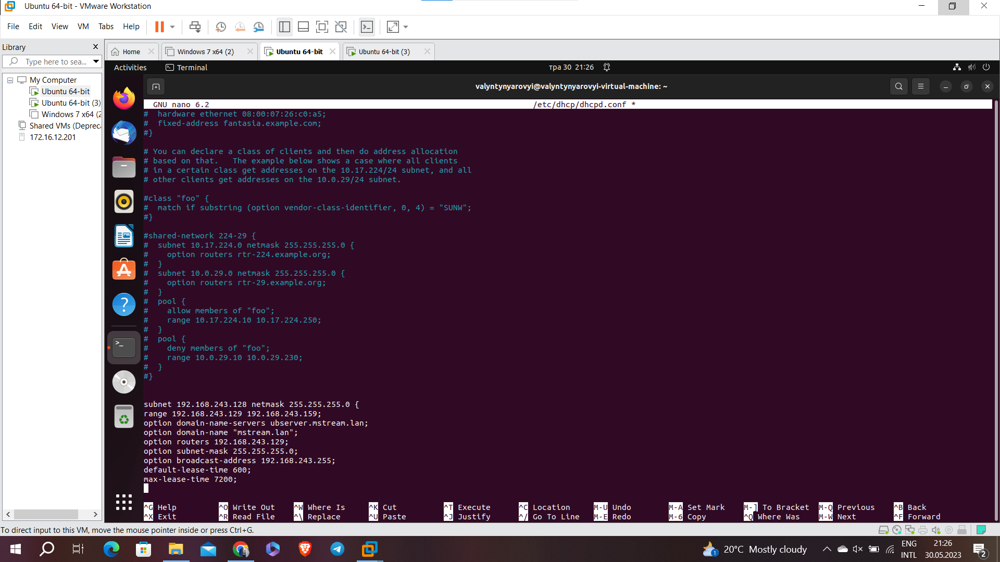 Ubuntu 64-bit - VMware Workstation
File Edit View VM Tabs Help
Library
Type here to sea...
My Computer
Ubuntu 64-bit
Ubuntu 64-bit (3)
Windows 7 x64 (2
Shared VMs (Depreca
172.16.12.201
Home
Windows 7 x64 (2)
Ubuntu 64-bit
Ubuntu 64-bit (3)
Activities
Terminal
тра 30 21:26
valyntynyarovyi@valyntynyarovyi-virtual-machine: ~
GNU nano 6.2 /etc/dhcp/dhcpd.conf *
#  hardware ethernet 08:00:07:26:c0:a5;
#  fixed-address fantasia.example.com;
#}
# You can declare a class of clients and then do address allocation
# based on that.   The example below shows a case where all clients
# in a certain class get addresses on the 10.17.224/24 subnet, and all
# other clients get addresses on the 10.0.29/24 subnet.
#class "foo" {
#  match if substring (option vendor-class-identifier, 0, 4) = "SUNW";
#}
#shared-network 224-29 {
#  subnet 10.17.224.0 netmask 255.255.255.0 {
#    option routers rtr-224.example.org;
#  }
#  subnet 10.0.29.0 netmask 255.255.255.0 {
#    option routers rtr-29.example.org;
#  }
#  pool {
#    allow members of "foo";
#    range 10.17.224.10 10.17.224.250;
#  }
#  pool {
#    deny members of "foo";
#    range 10.0.29.10 10.0.29.230;
#  }
#}
subnet 192.168.243.128 netmask 255.255.255.0 {
range 192.168.243.129 192.168.243.159;
option domain-name-servers ubserver.mstream.lan;
option domain-name "mstream.lan";
option routers 192.168.243.129;
option subnet-mask 255.255.255.0;
option broadcast-address 192.168.243.255;
default-lease-time 600;
max-lease-time 7200;
^G Help ^O Write Out ^W Where Is ^K Cut ^T Execute ^C Location M-U Undo M-A Set Mark M-] To Bracket M-Q Previous ^B Back
^X Exit ^R Read File ^\ Replace ^U Paste ^J Justify ^/ Go To Line M-E Redo M-6 Copy ^Q Where Was M-W Next ^F Forward
To direct input to this VM, move the mouse pointer inside or press Ctrl+G.
1
20°C Mostly cloudy
ENG
INTL
21:26
30.05.2023
2